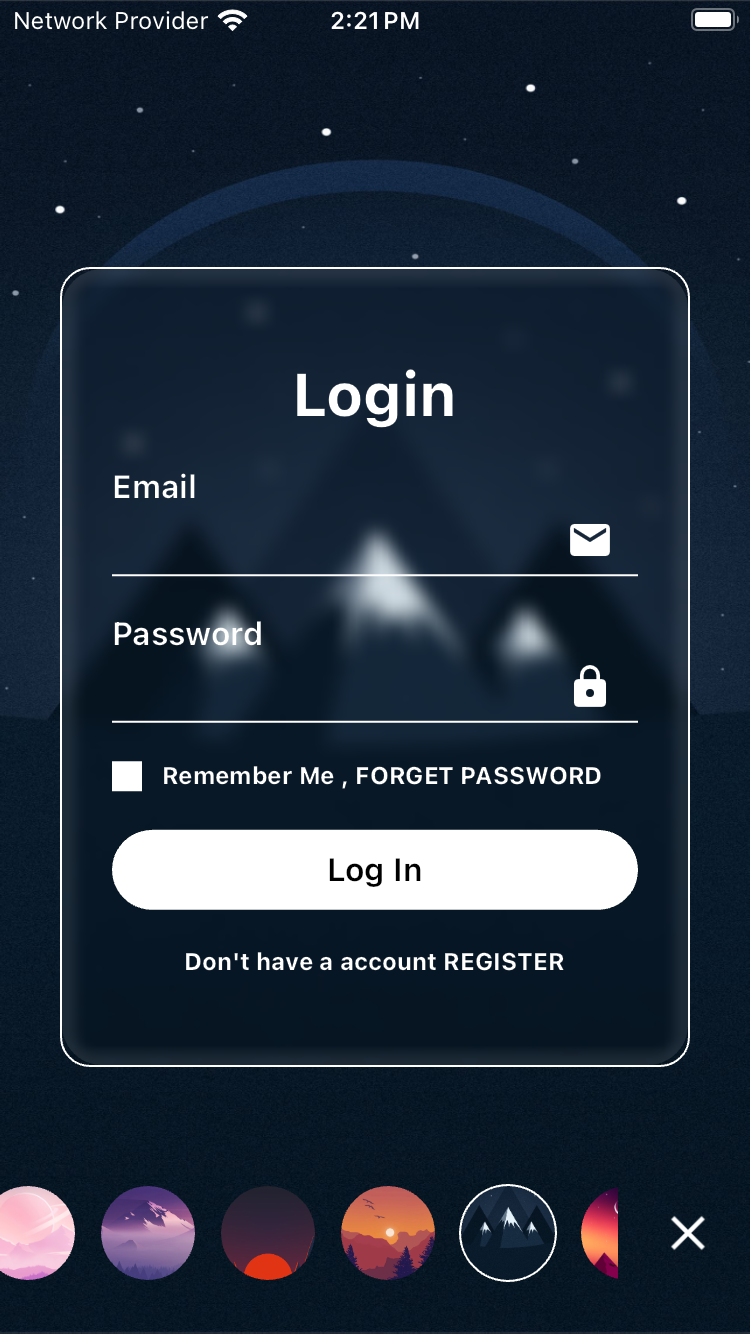 Network Provider 2:21 PM
Login
Email
Password
Remember Me , FORGET PASSWORD
Log In
Don't have a account REGISTER